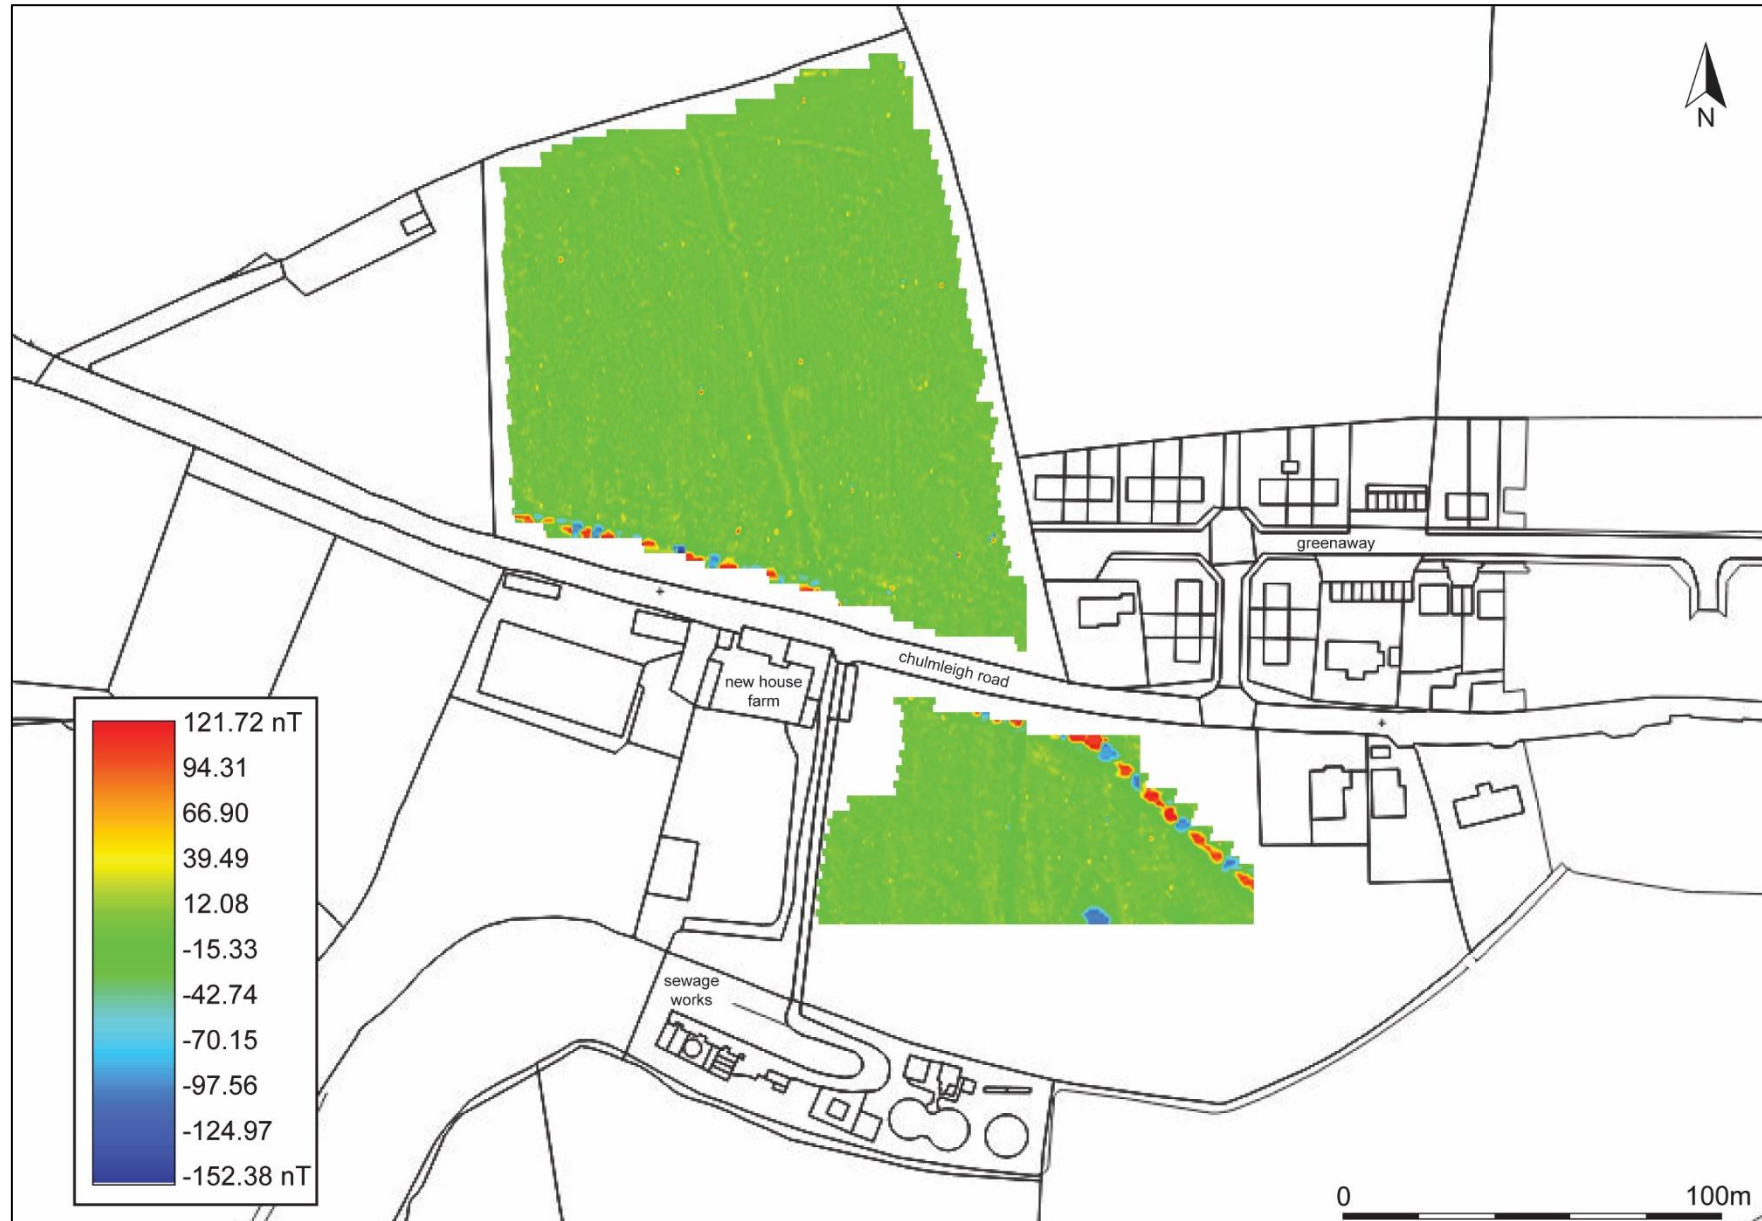 N
greenaway
chulmleigh road
new house
farm
121.72 nT
94.31
66.90
39.49
12.08
-15.33
-42.74
-70.15
-97.56
-124.97
-152.38 nT
sewage
works
0 100m